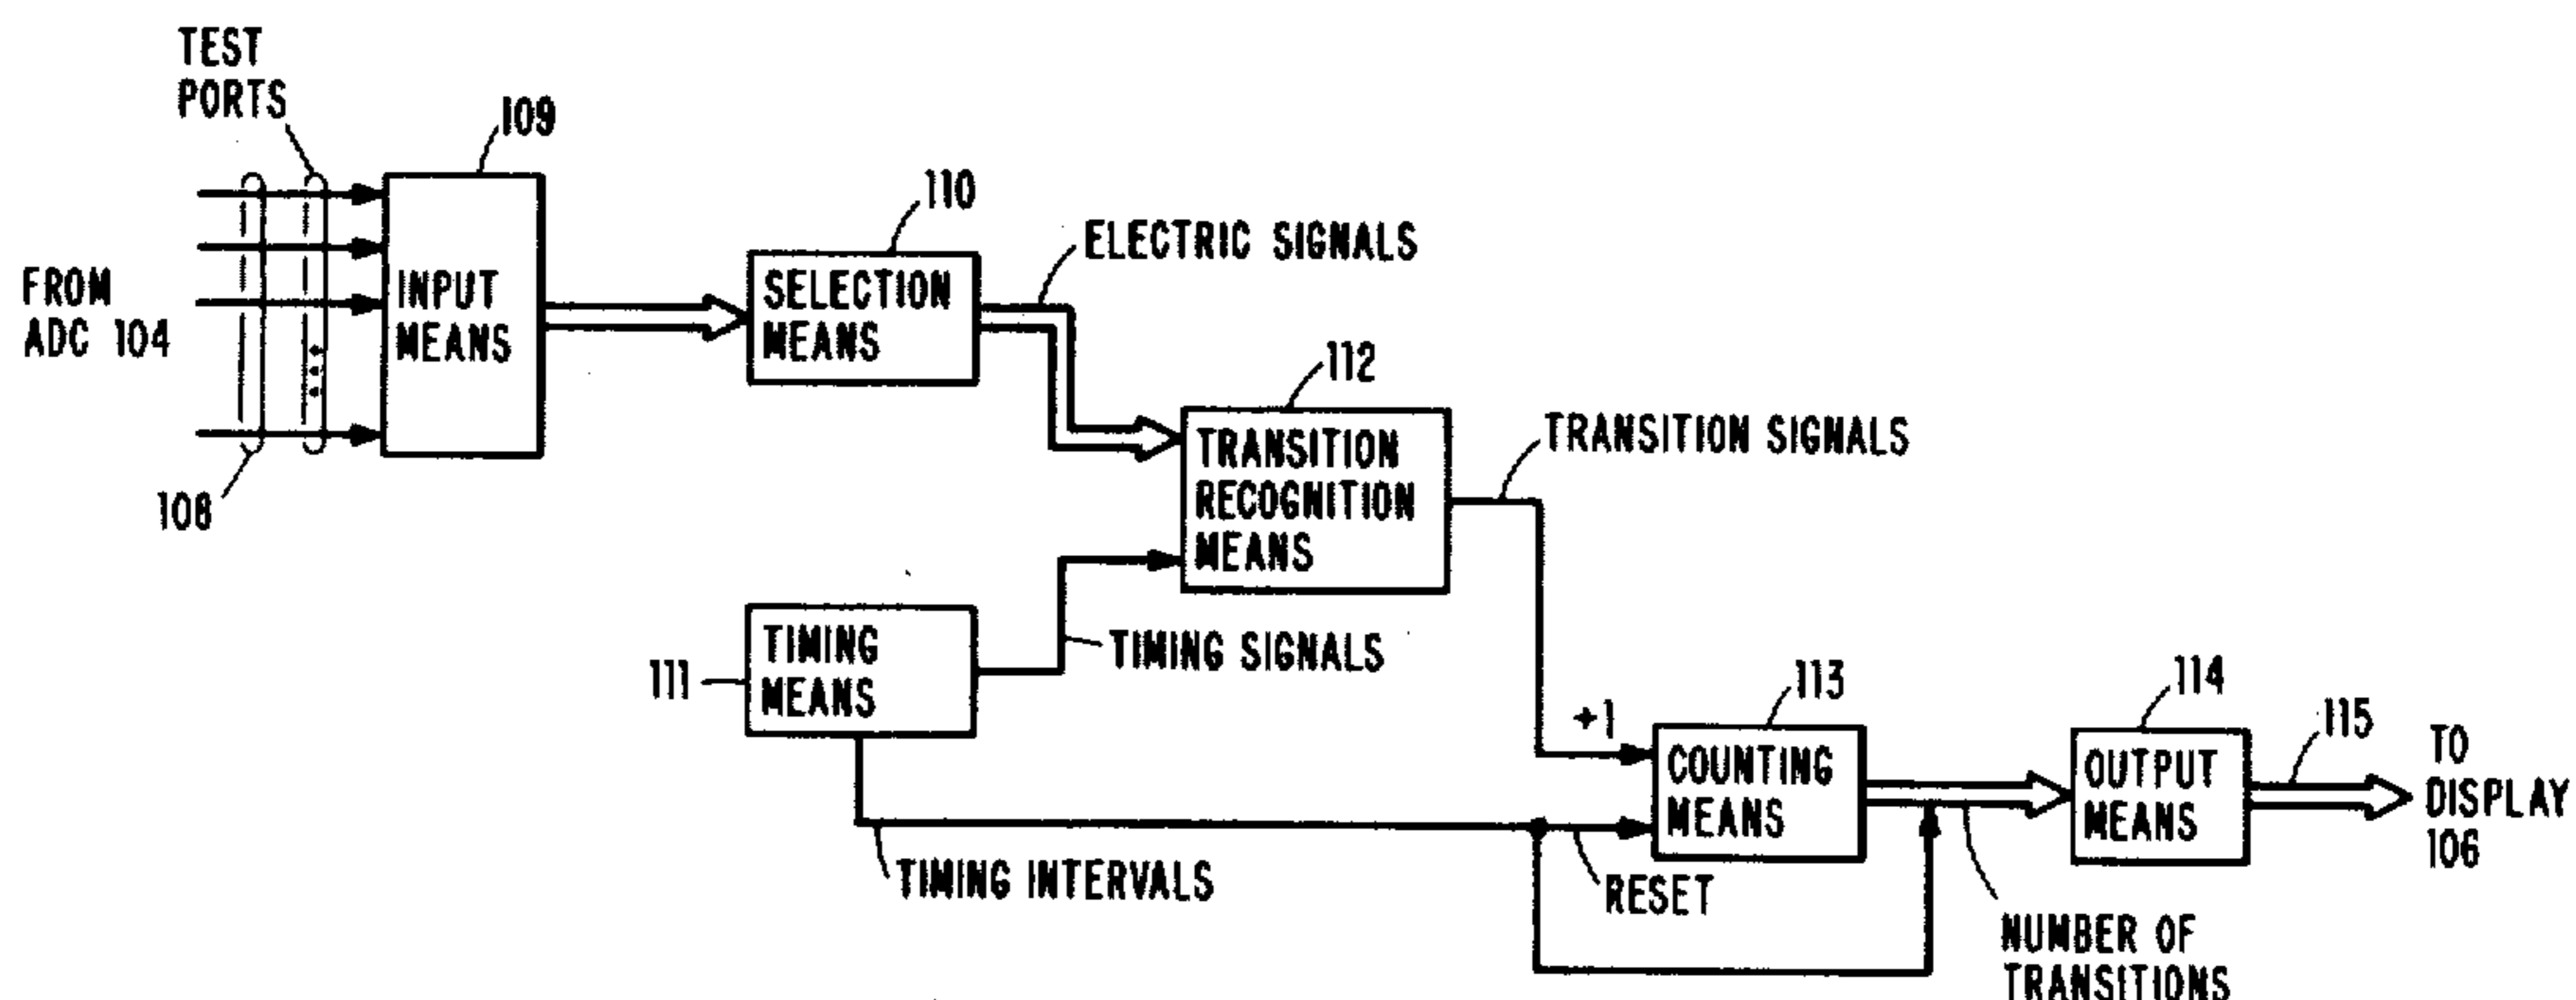 TEST
PORTS
109
110
ELECTRIC SIGNALS
FROM
ADC 104
INPUT
MEANS
SELECTION
MEANS
112
108
TRANSITION
RECOGNITION
MEANS
TRANSITION SIGNALS
111
TIMING
MEANS
TIMING SIGNALS
+1
113
114
115
COUNTING
MEANS
OUTPUT
MEANS
TO
DISPLAY
106
TIMING INTERVALS
RESET
NUMBER OF
TRANSITIONS